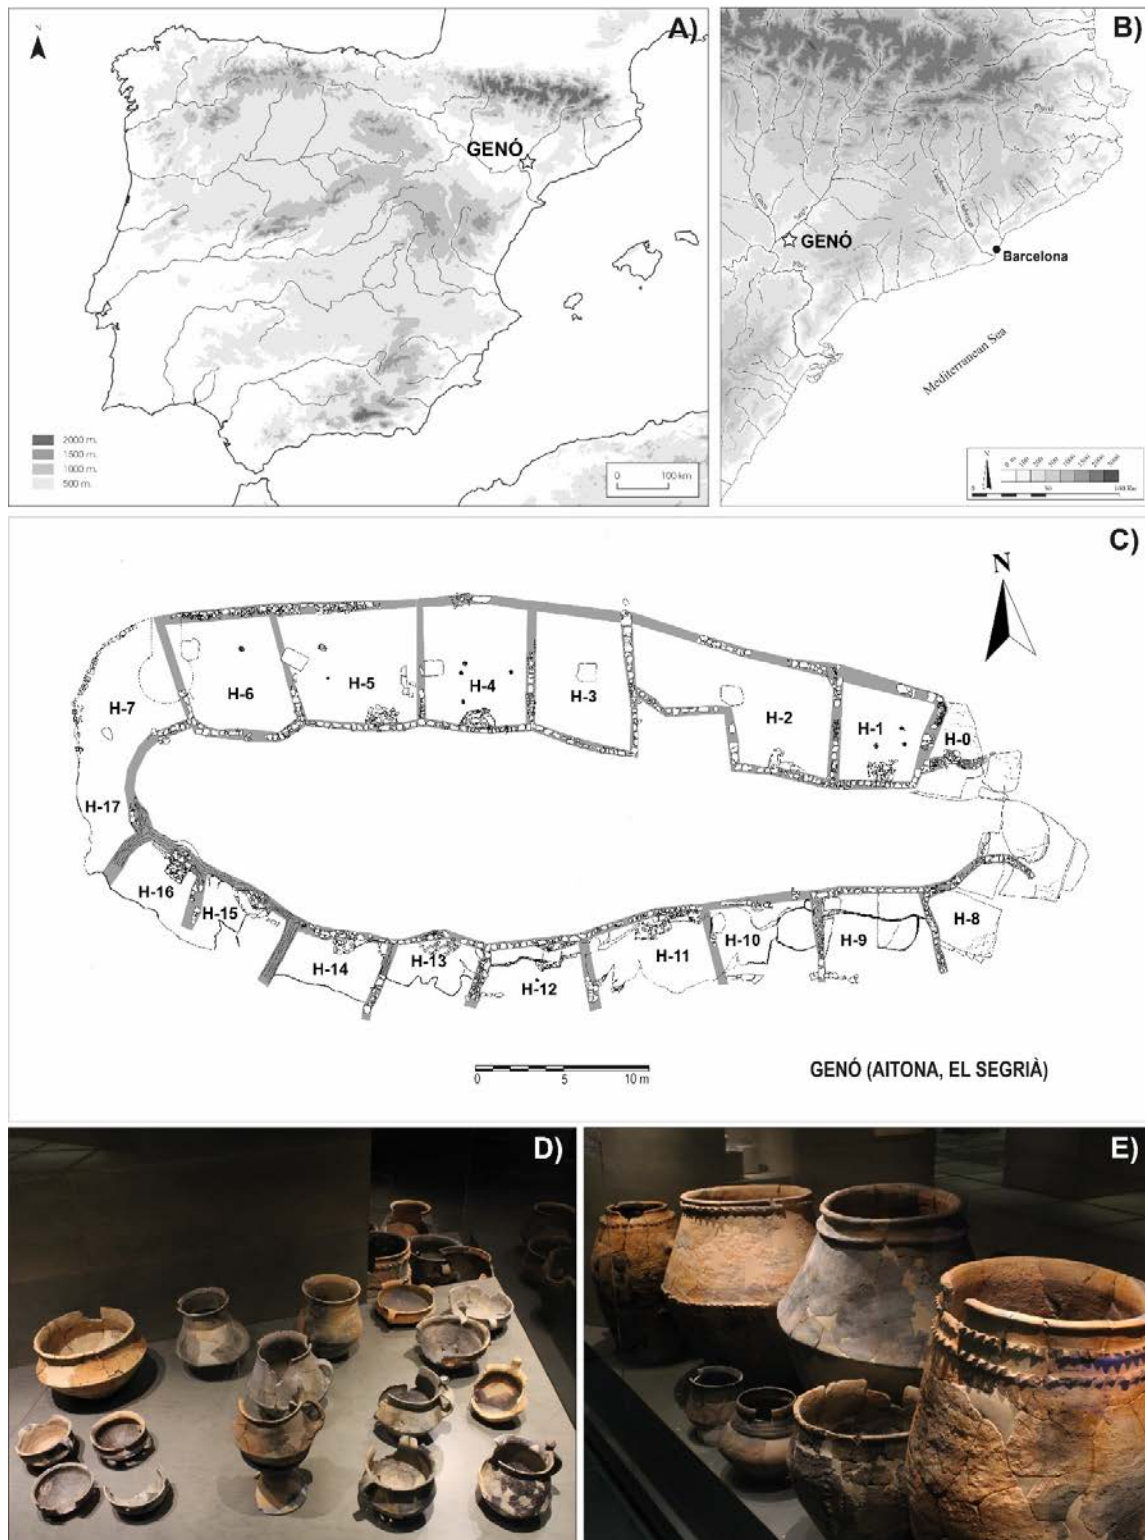 N
A)
GENÓ
2000 m.
1500 m.
1000 m.
500 m.
0 100 km
B)
GENÓ
Barcelona
Mediterranean Sea
N
C)
N
H-7
H-6
H-5
H-4
H-3
H-2
H-1
H-0
H-17
H-16
H-15
H-14
H-13
H-12
H-11
H-10
H-9
H-8
0 5 10 m
GENÓ (AITONA, EL SEGRIÀ)
D)
E)